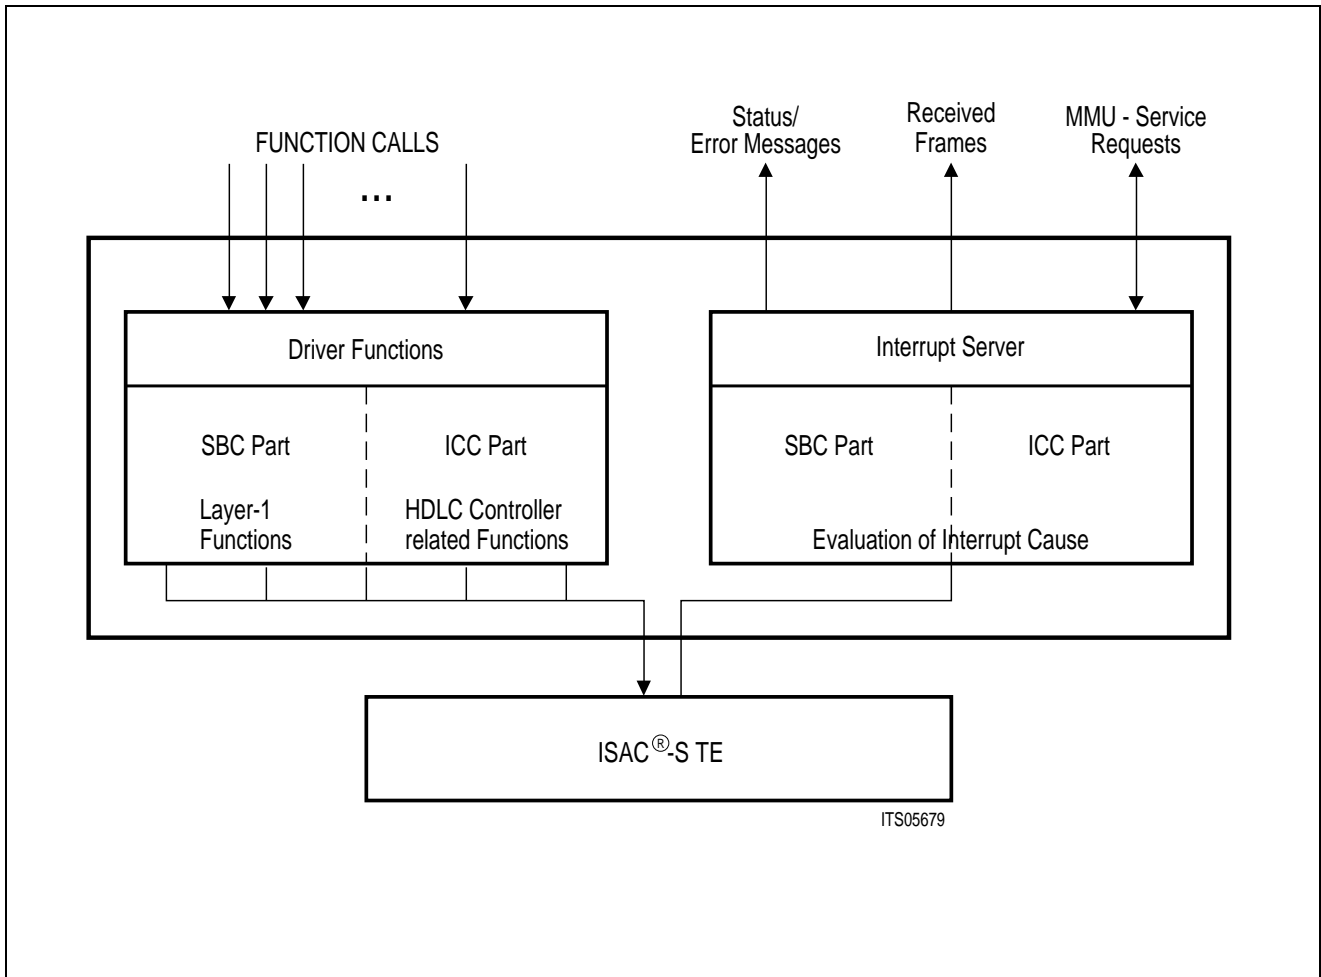 FUNCTION CALLS
...
Status/
Error Messages
Received
Frames
MMU - Service
Requests
Driver Functions
SBC Part
ICC Part
Layer-1
Functions
HDLC Controller
related Functions
Interrupt Server
SBC Part
ICC Part
Evaluation of Interrupt Cause
ISAC®-S TE
ITS05679